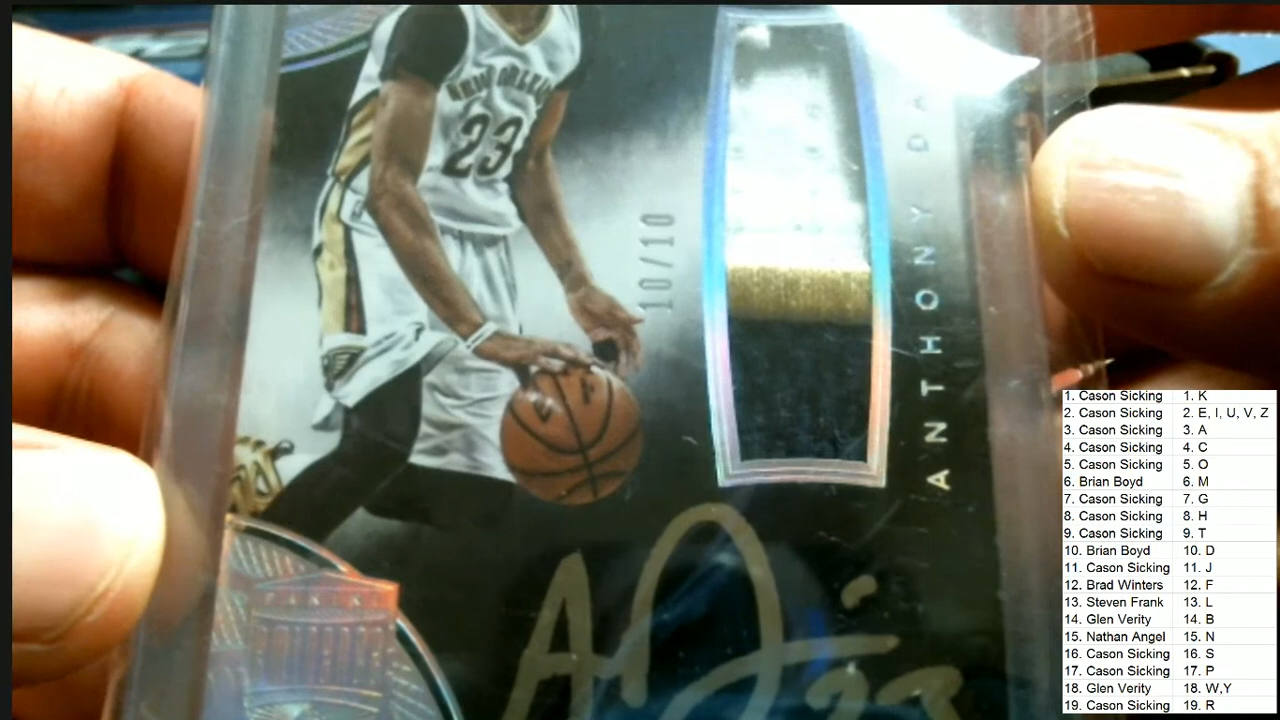 NEW ORLEANS
23
10/10
ANTHONY DA
PANINI
1. Cason Sicking 1. K
2. Cason Sicking 2. E, I, U, V, Z
3. Cason Sicking 3. A
4. Cason Sicking 4. C
5. Cason Sicking 5. O
6. Brian Boyd 6. M
7. Cason Sicking 7. G
8. Cason Sicking 8. H
9. Cason Sicking 9. T
10. Brian Boyd 10. D
11. Cason Sicking 11. J
12. Brad Winters 12. F
13. Steven Frank 13. L
14. Glen Verity 14. B
15. Nathan Angel 15. N
16. Cason Sicking 16. S
17. Cason Sicking 17. P
18. Glen Verity 18. W,Y
19. Cason Sicking 19. R